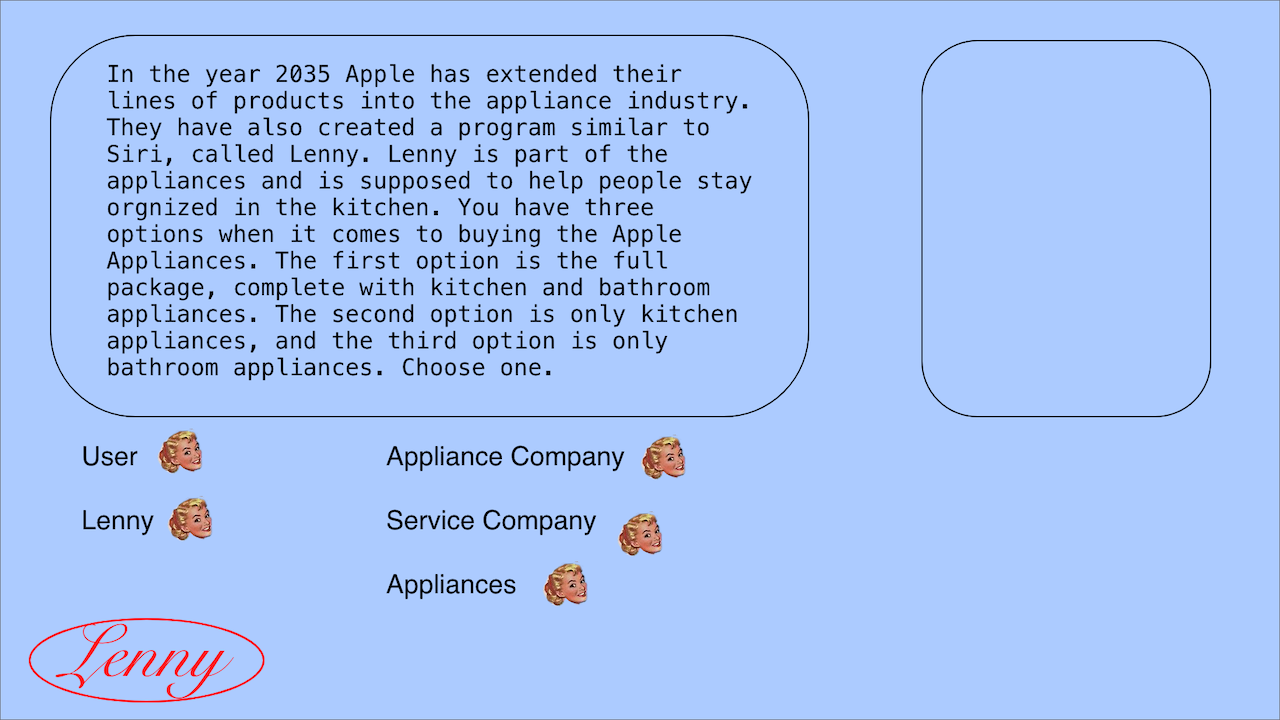 In the year 2035 Apple has extended their
lines of products into the appliance industry.
They have also created a program similar to
Siri, called Lenny. Lenny is part of the
appliances and is supposed to help people stay
orgnized in the kitchen. You have three
options when it comes to buying the Apple
Appliances. The first option is the full
package, complete with kitchen and bathroom
appliances. The second option is only kitchen
appliances, and the third option is only
bathroom appliances. Choose one.
User
Appliance Company
Lenny
Service Company
Appliances
Lenny